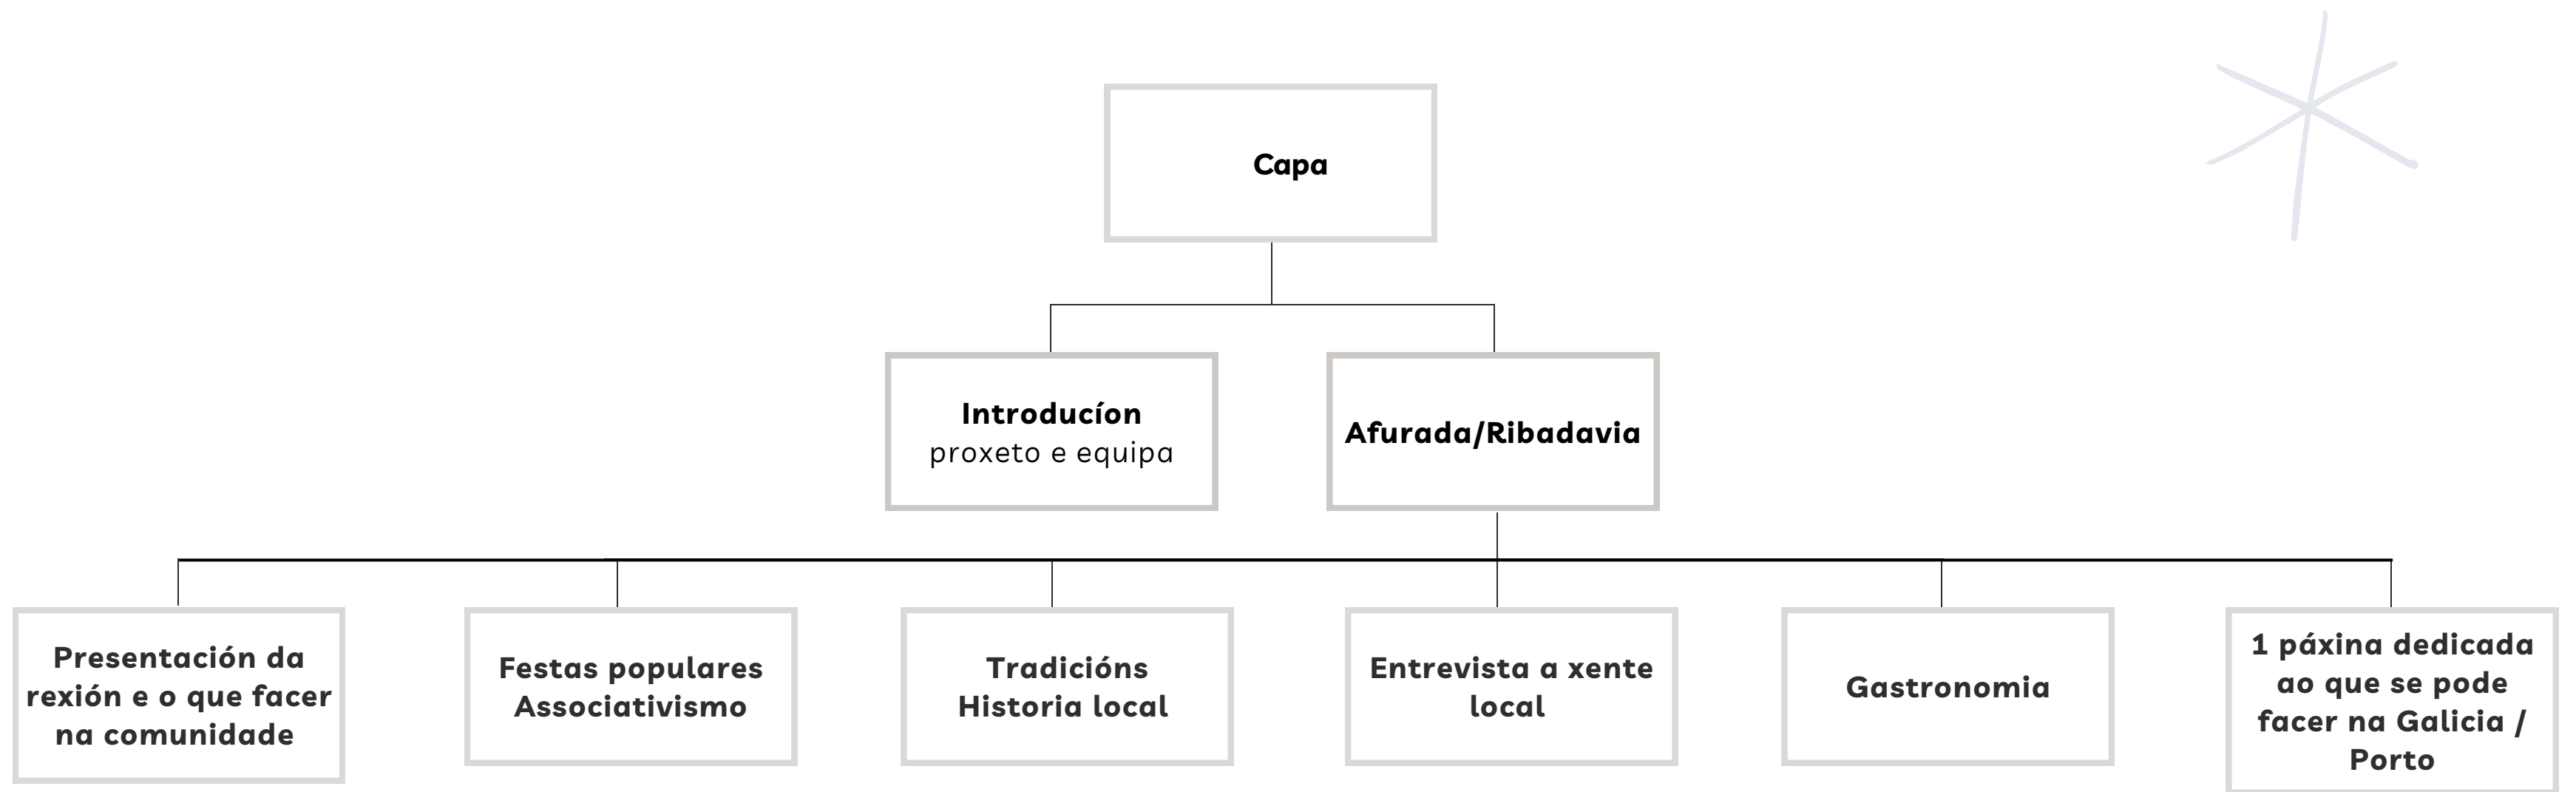 Capa
Introducíon
proxeto e equipa
Afurada/Ribadavia
Presentación da
rexión e o que facer
na comunidade
Festas populares
Associativismo
Tradicións
Historia local
Entrevista a xente
local
Gastronomia
1 páxina dedicada
ao que se pode
facer na Galicia /
Porto